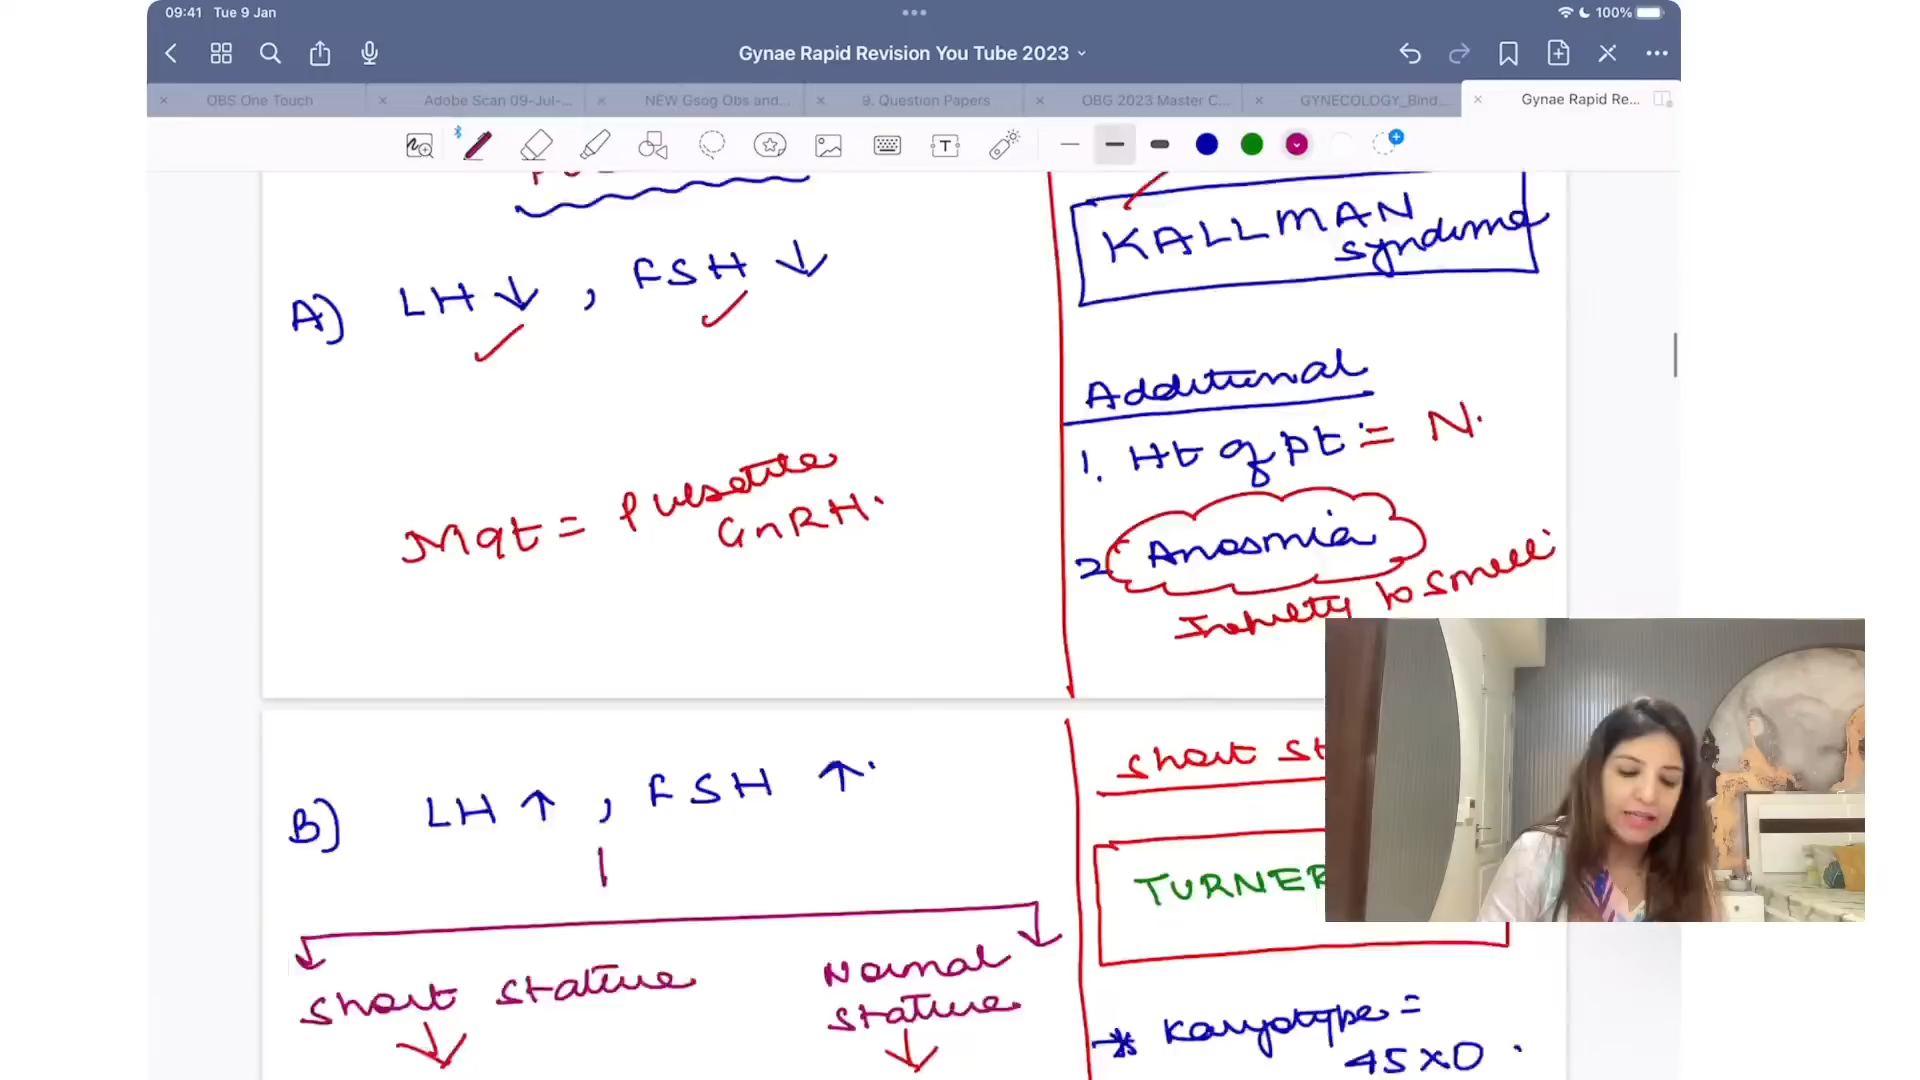 09:41 Tue 9 Jan
100%
Gynae Rapid Revision You Tube 2023
OBS One Touch
Adobe Scan 09-Jul-...
NEW Gsog Obs and...
9. Question Papers
OBG 2023 Master C...
GYNECOLOGY_Bind...
Gynae Rapid Re...
A) LH ↓ , FSH ↓
Mgt = Pulsatile
GnRH.
KALLMAN
syndrome
Additional
1. Ht of pt = N.
2 Anosmia
to smell
B) LH ↑ , FSH ↑
Short stature
Normal
stature
Short St
TURNER
* Karyotype =
45 XO